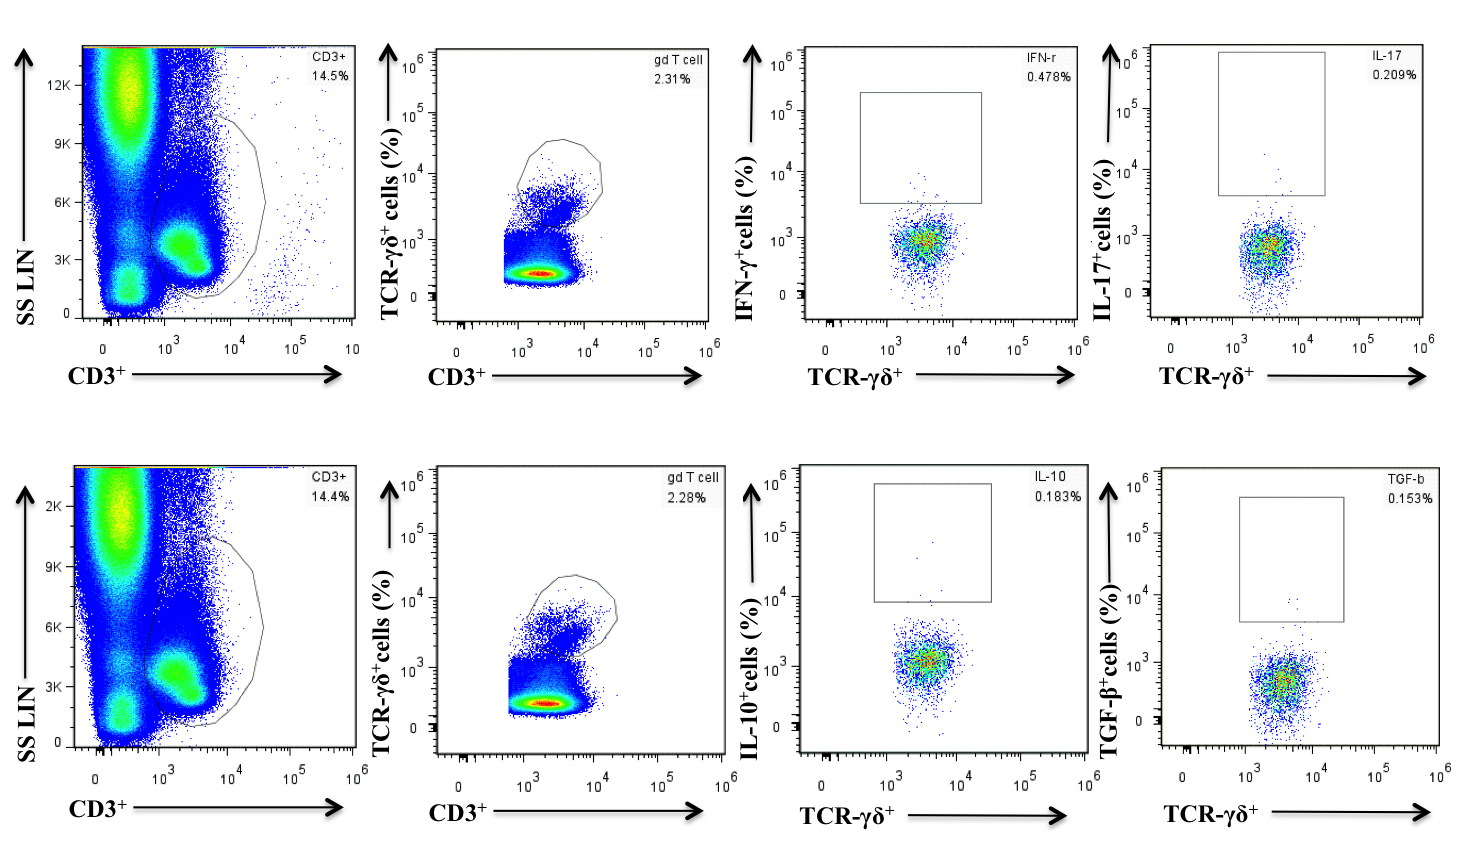 CD3+
14.5%
12K
9K
6K
3K
0
SS LIN
0 10³ 10⁴ 10⁵ 10
CD3⁺
gd T cell
2.31%
10⁶
10⁵
10⁴
10³
0
TCR-γδ⁺ cells (%)
0 10³ 10⁴ 10⁵ 10⁶
CD3⁺
IFN-r
0.478%
10⁶
10⁵
10⁴
10³
0
IFN-γ⁺cells (%)
0 10³ 10⁴ 10⁵ 10⁶
TCR-γδ⁺
IL-17
0.209%
10⁶
10⁵
10⁴
10³
0
IL-17⁺cells (%)
0 10³ 10⁴ 10⁵ 10⁶
TCR-γδ⁺
CD3+
14.4%
2K
9K
6K
3K
0
SS LIN
0 10³ 10⁴ 10⁵ 10⁶
CD3⁺
gd T cell
2.28%
10⁶
10⁵
10⁴
10³
0
TCR-γδ⁺cells (%)
0 10³ 10⁴ 10⁵ 10⁶
CD3⁺
IL-10
0.183%
10⁶
10⁵
10⁴
10³
0
IL-10⁺cells (%)
0 10³ 10⁴ 10⁵ 10⁶
TCR-γδ⁺
TGF-b
0.153%
10⁶
10⁵
10⁴
10³
0
TGF-β⁺cells (%)
0 10³ 10⁴ 10⁵ 10⁶
TCR-γδ⁺